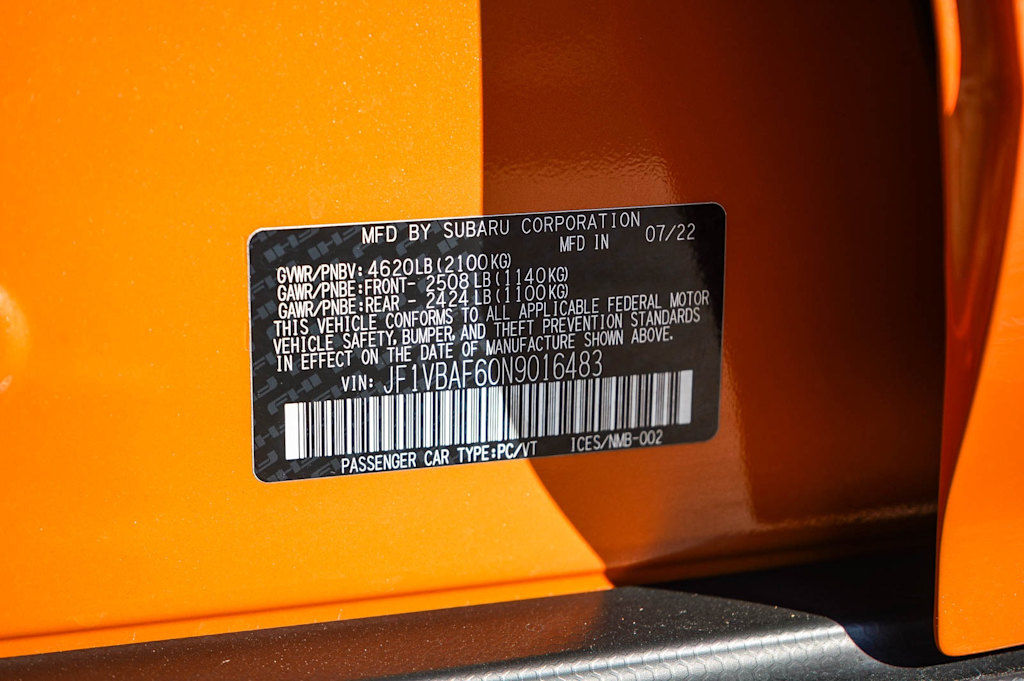 MFD BY SUBARU CORPORATION
MFD IN 07/22
GVWR/PNBV: 4620LB(2100KG)
GAWR/PNBE:FRONT- 2508LB(1140KG)
GAWR/PNBE:REAR - 2424LB(1100KG)
THIS VEHICLE CONFORMS TO ALL APPLICABLE FEDERAL MOTOR
VEHICLE SAFETY, BUMPER, AND THEFT PREVENTION STANDARDS
IN EFFECT ON THE DATE OF MANUFACTURE SHOWN ABOVE.
VIN: JF1VBAF60N9016483
PASSENGER CAR TYPE:PC/VT ICES/NMB-002